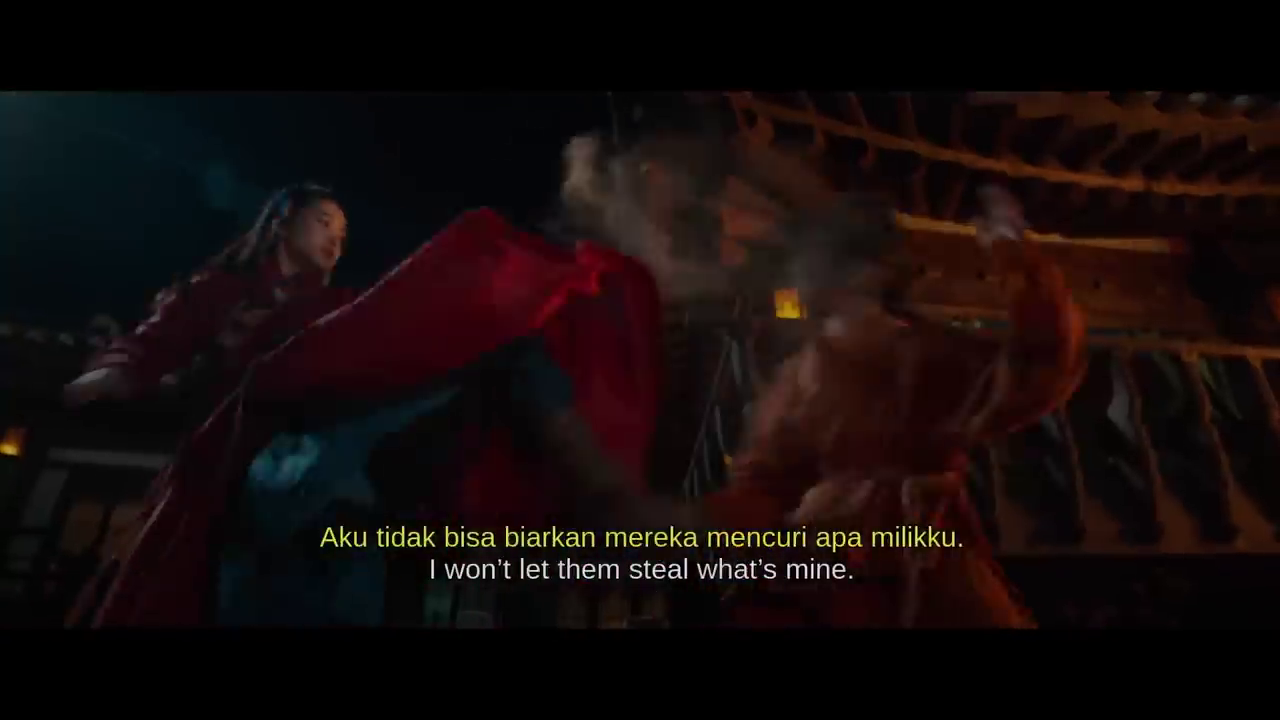 Aku tidak bisa biarkan mereka mencuri apa milikku.
I won’t let them steal what’s mine.